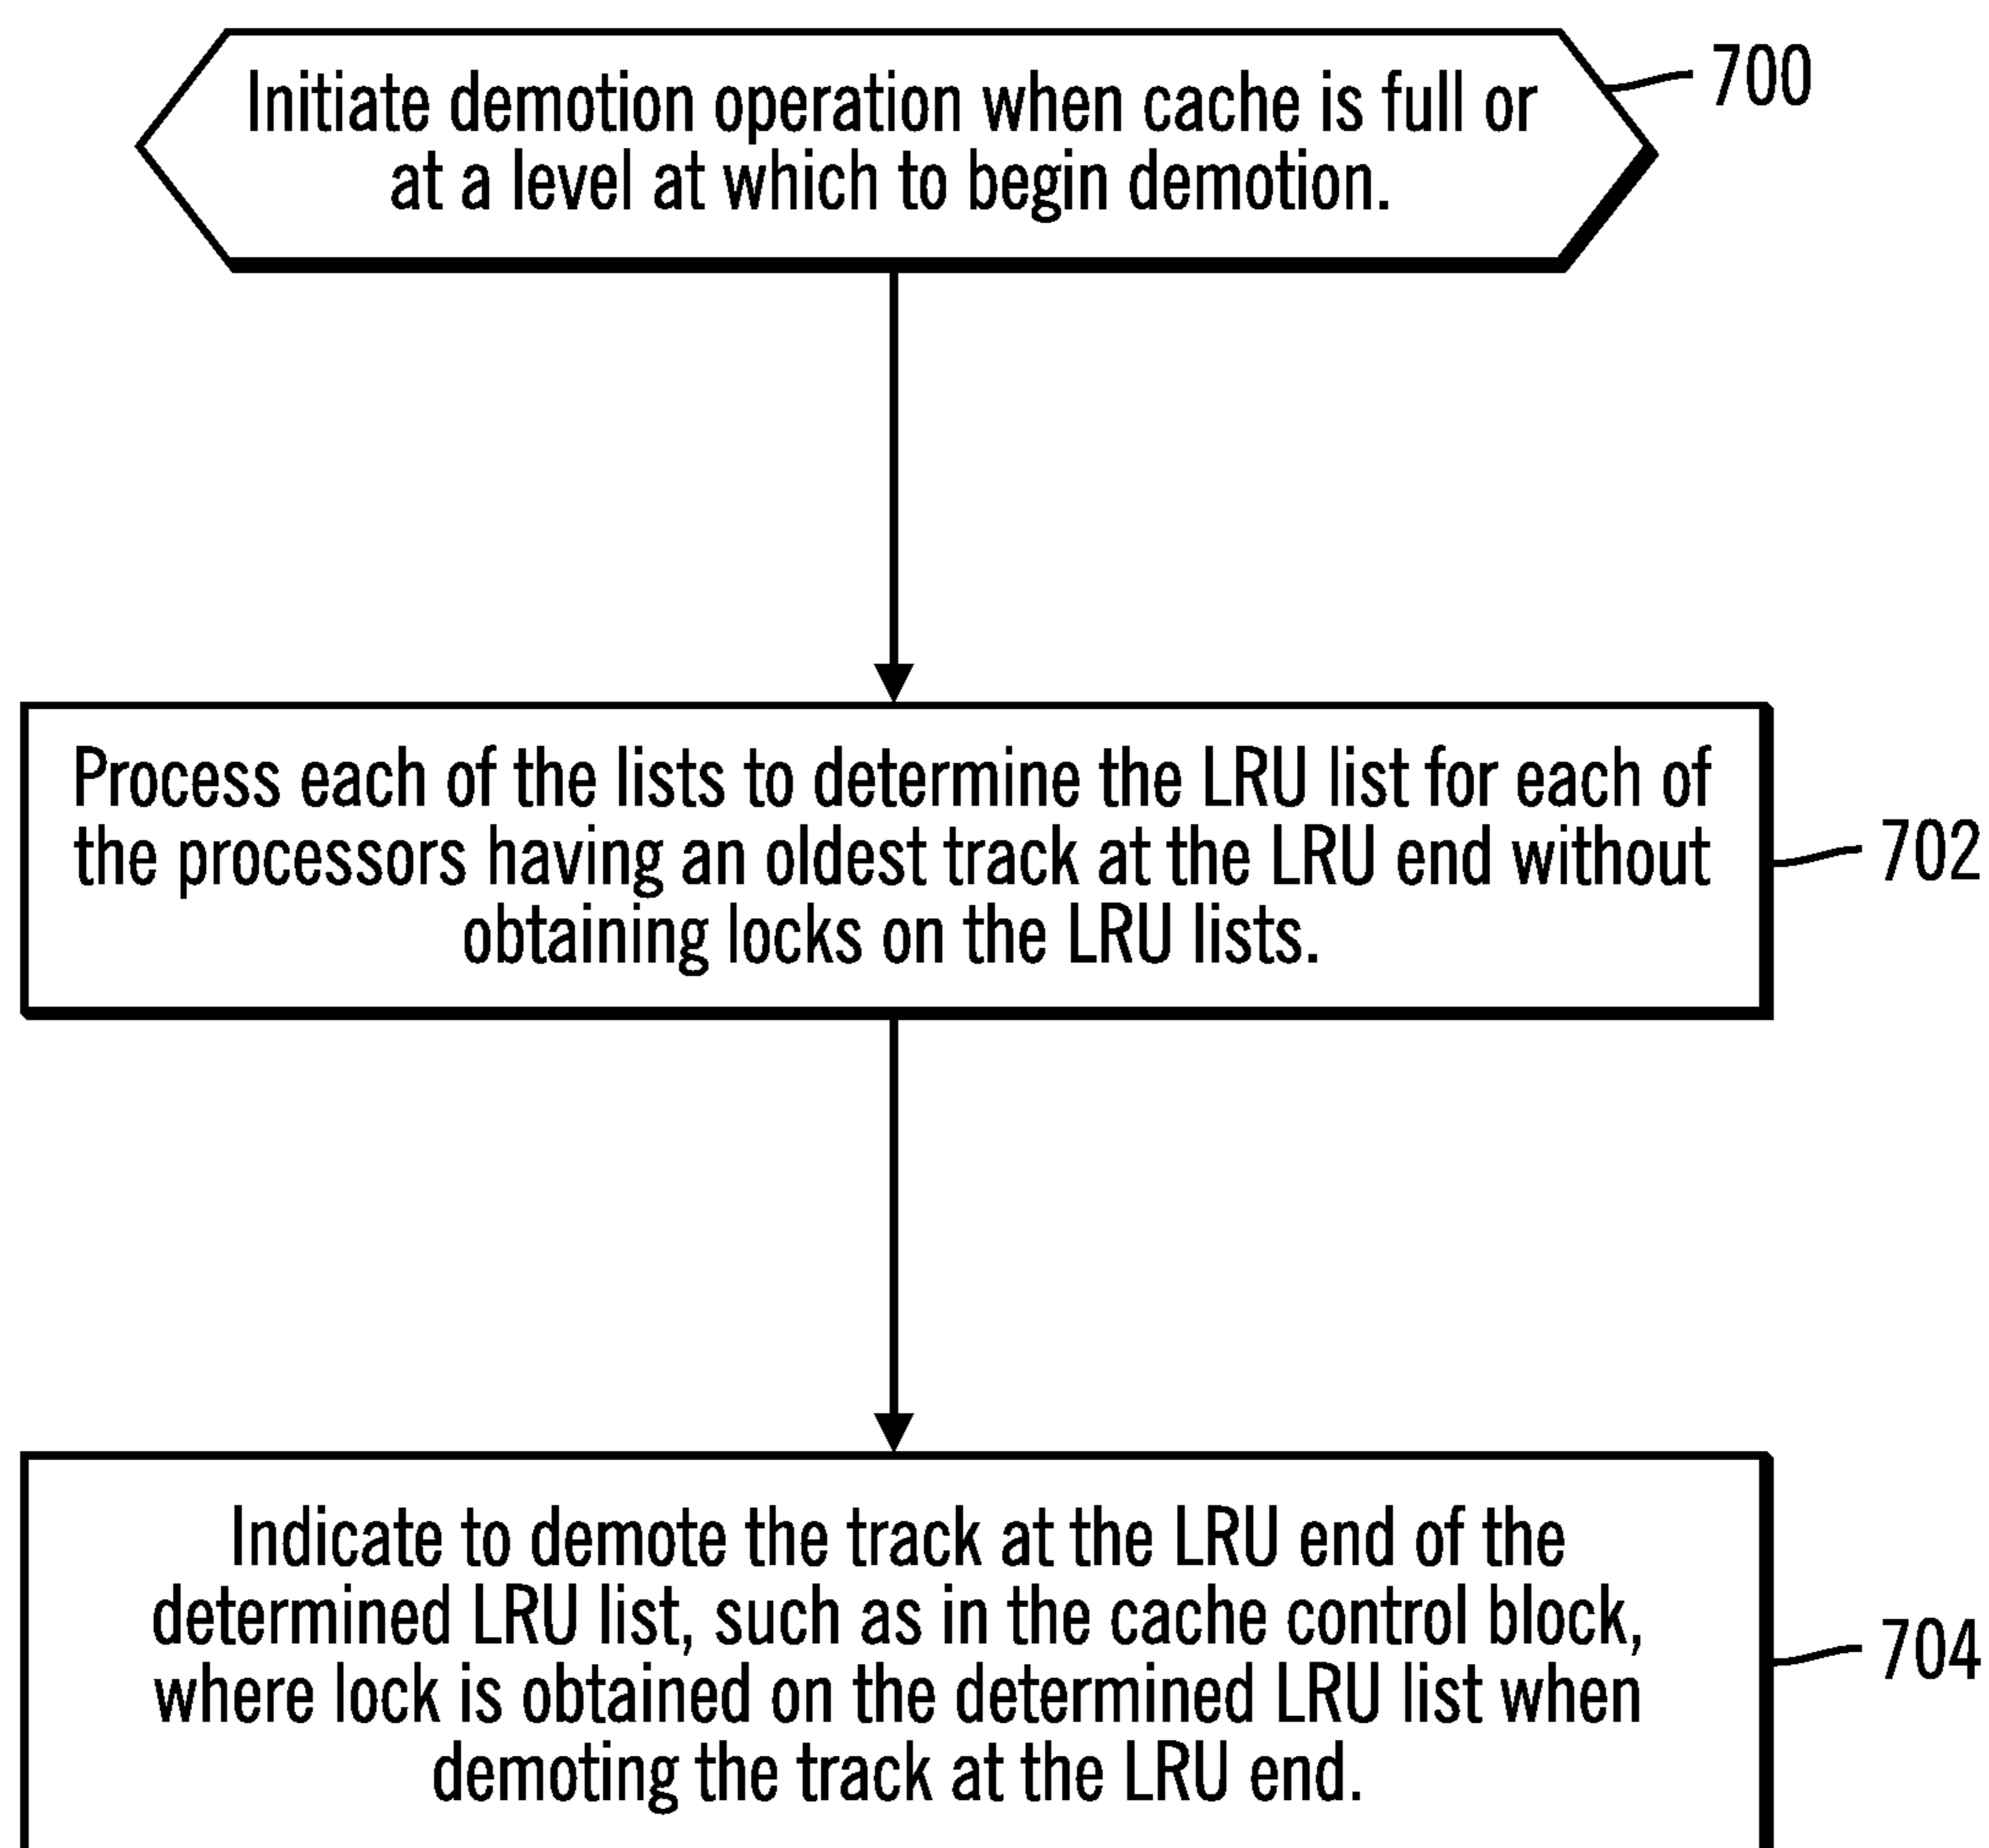 Initiate demotion operation when cache is full or
at a level at which to begin demotion.
700
Process each of the lists to determine the LRU list for each of
the processors having an oldest track at the LRU end without
obtaining locks on the LRU lists.
702
Indicate to demote the track at the LRU end of the
determined LRU list, such as in the cache control block,
where lock is obtained on the determined LRU list when
demoting the track at the LRU end.
704